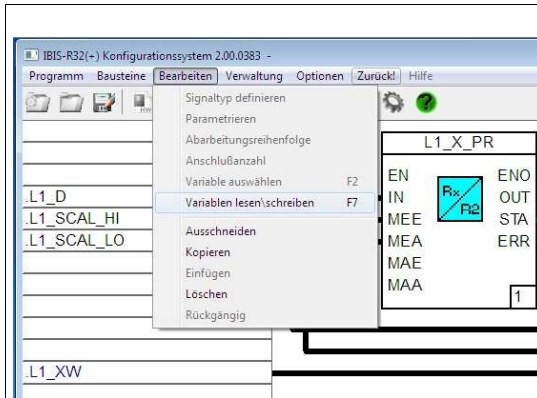 IBIS-R32(+) Konfigurationssystem 2.00.0383 -
Programm Bausteine Bearbeiten Verwaltung Optionen Zurück! Hilfe
Signaltyp definieren
Parametrieren
Abarbeitungsreihenfolge
Anschlußanzahl
Variable auswählen F2
Variablen lesen\schreiben F7
Ausschneiden
Kopieren
Einfügen
Löschen
Rückgängig
.L1_D
.L1_SCAL_HI
.L1_SCAL_LO
.L1_XW
L1_X_PR
EN ENO
IN OUT
MEE STA
MEA ERR
MAE
MAA
Rx/R2
1